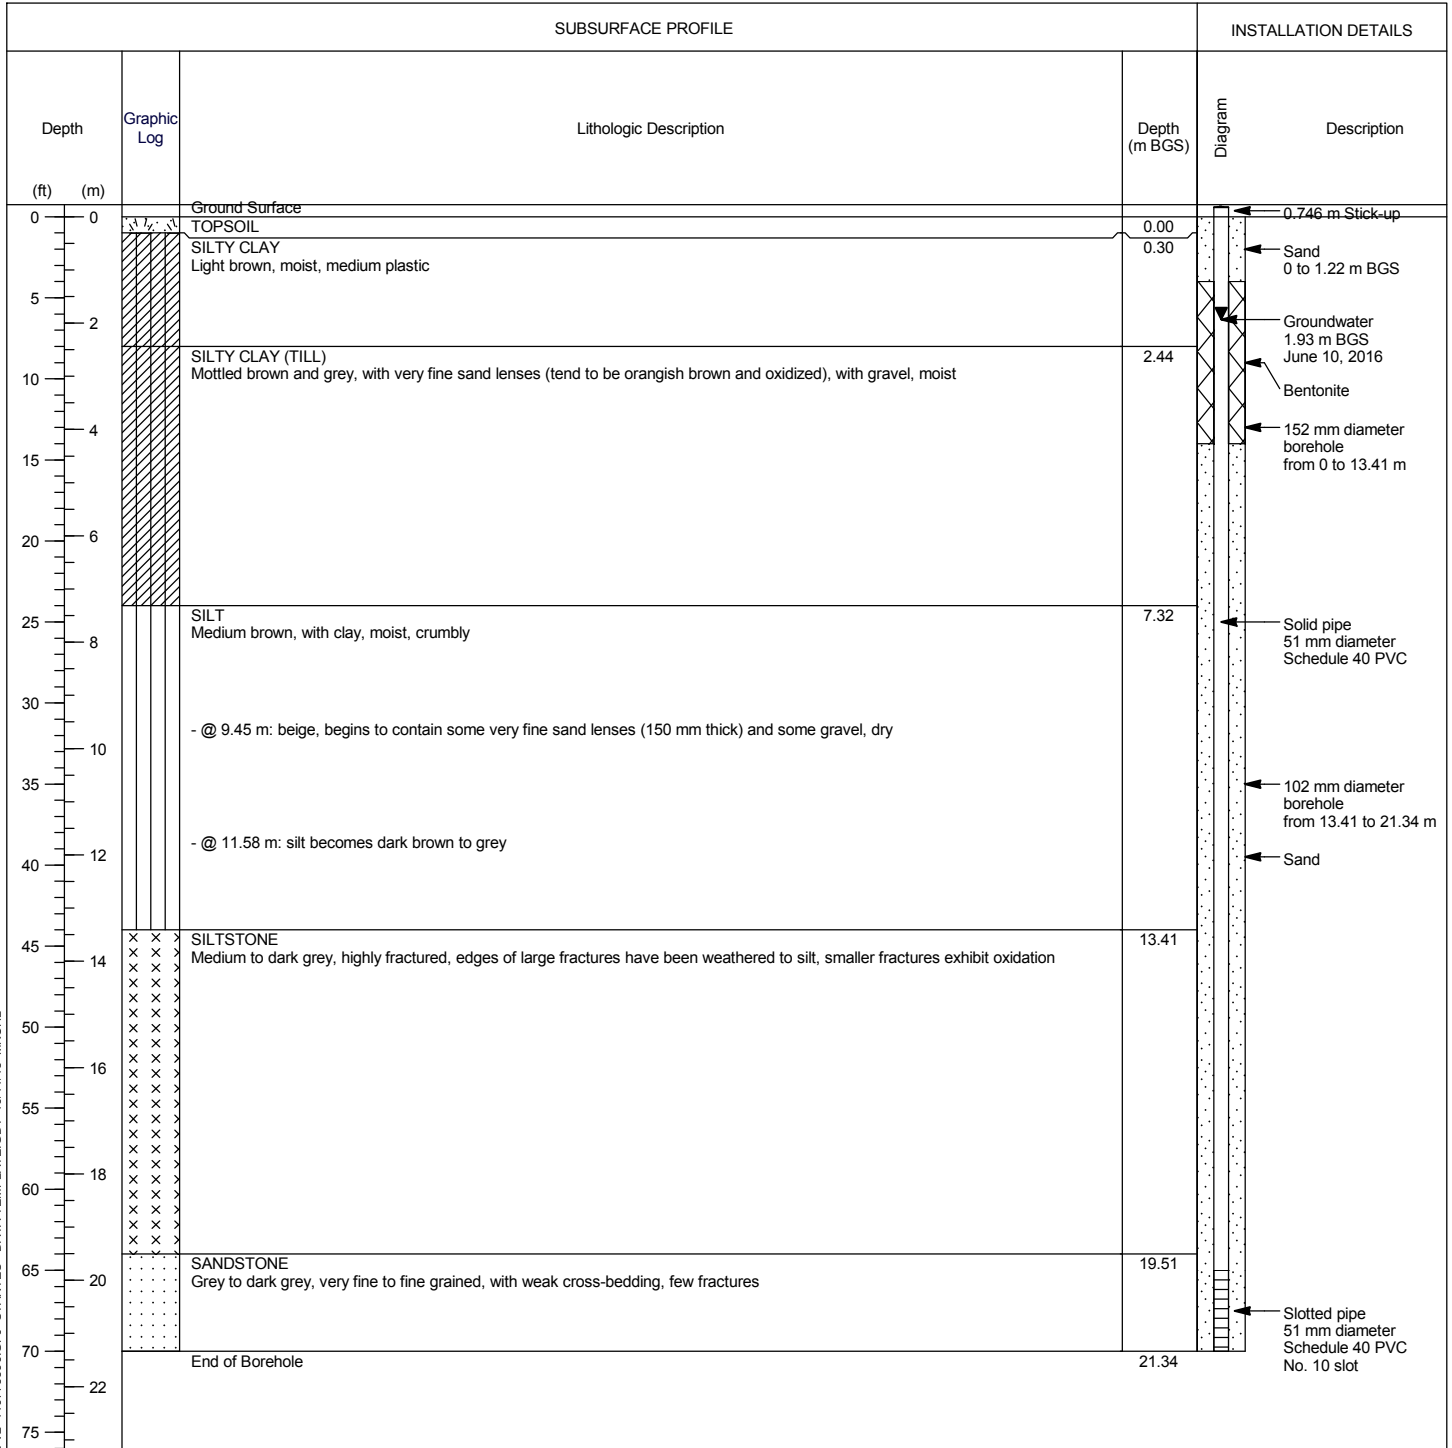 SUBSURFACE PROFILE
INSTALLATION DETAILS
Depth
Graphic
Log
Lithologic Description
Depth
(m BGS)
Diagram
Description
(ft)
(m)
Ground Surface
0
0
0.746 m Stick-up
TOPSOIL
0.00
SILTY CLAY
0.30
Light brown, moist, medium plastic
Sand
0 to 1.22 m BGS
5
2
Groundwater
1.93 m BGS
June 10, 2016
SILTY CLAY (TILL)
2.44
Mottled brown and grey, with very fine sand lenses (tend to be orangish brown and oxidized), with gravel, moist
10
Bentonite
4
152 mm diameter
borehole
from 0 to 13.41 m
15
6
20
SILT
7.32
Medium brown, with clay, moist, crumbly
25
8
Solid pipe
51 mm diameter
Schedule 40 PVC
30
- @ 9.45 m: beige, begins to contain some very fine sand lenses (150 mm thick) and some gravel, dry
10
35
102 mm diameter
borehole
from 13.41 to 21.34 m
- @ 11.58 m: silt becomes dark brown to grey
12
40
Sand
SILTSTONE
13.41
Medium to dark grey, highly fractured, edges of large fractures have been weathered to silt, smaller fractures exhibit oxidation
45
14
50
16
55
18
60
SANDSTONE
19.51
Grey to dark grey, very fine to fine grained, with weak cross-bedding, few fractures
65
20
Slotted pipe
51 mm diameter
Schedule 40 PVC
No. 10 slot
70
End of Borehole
21.34
22
75